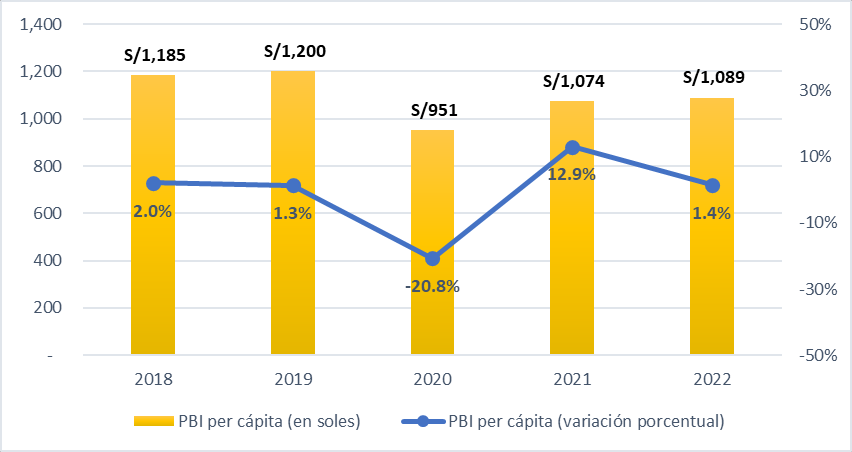 1,400
1,200
1,000
800
600
400
200
-
50%
30%
10%
-10%
-30%
-50%
S/1,185
S/1,200
S/951
S/1,074
S/1,089
2.0%
1.3%
-20.8%
12.9%
1.4%
2018 2019 2020 2021 2022
PBI per cápita (en soles) PBI per cápita (variación porcentual)